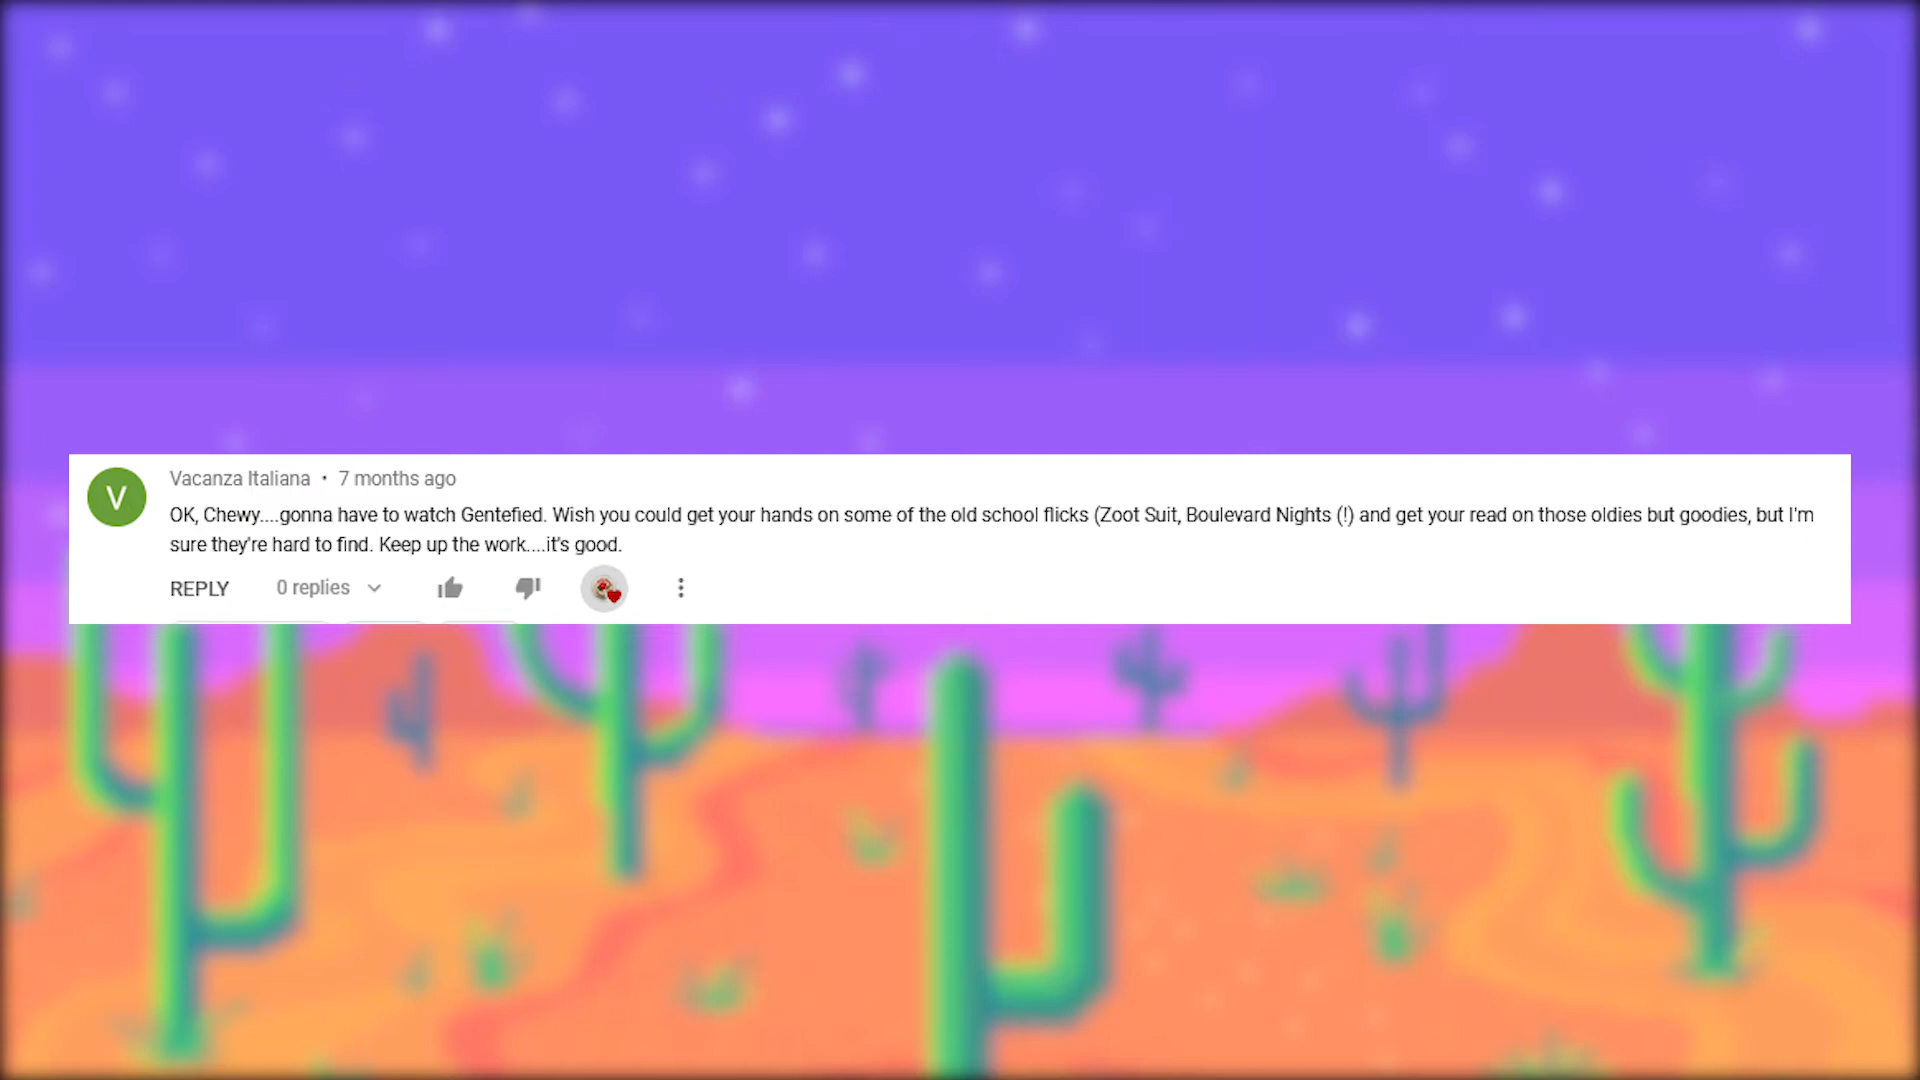 V
Vacanza Italiana • 7 months ago
OK, Chewy....gonna have to watch Gentefied. Wish you could get your hands on some of the old school flicks (Zoot Suit, Boulevard Nights (!) and get your read on those oldies but goodies, but I'm
sure they're hard to find. Keep up the work....it's good.
REPLY 0 replies